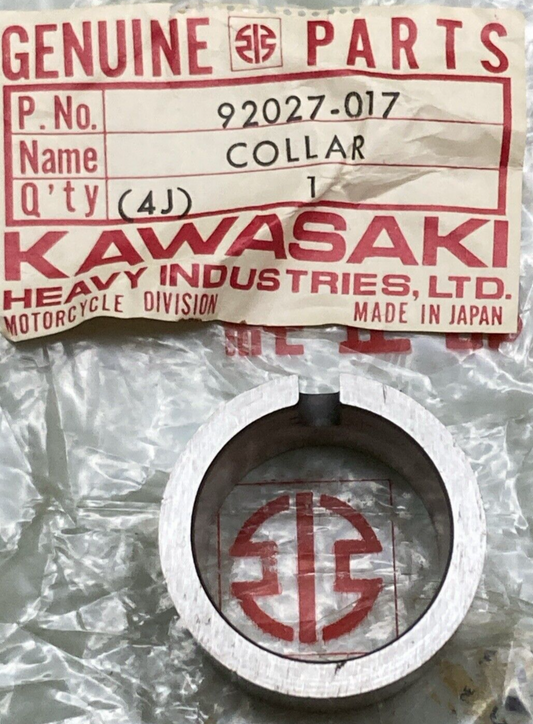 GENUINE PARTS
P.No. 92027-017
Name COLLAR
Q'ty (4J) 1
KAWASAKI
HEAVY INDUSTRIES, LTD.
MOTORCYCLE DIVISION MADE IN JAPAN